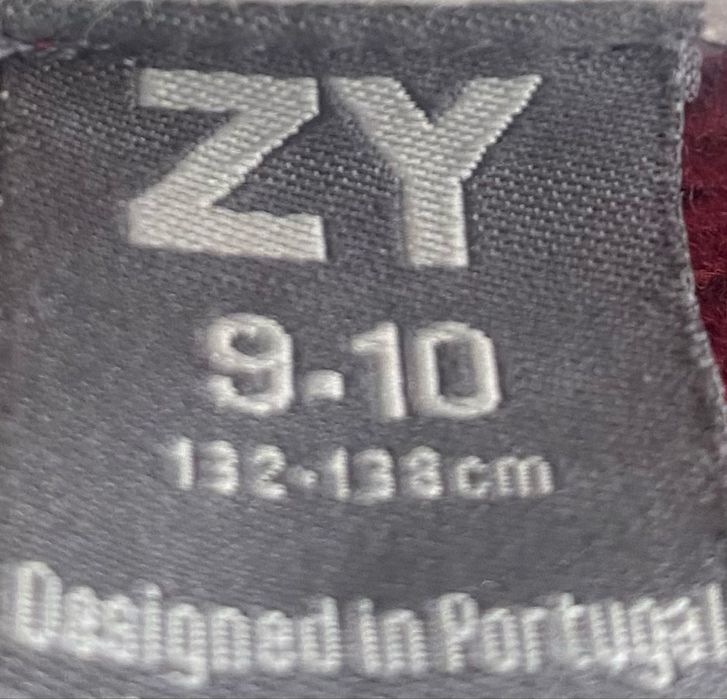 ZY
9-10
132-138cm
Designed in Portugal